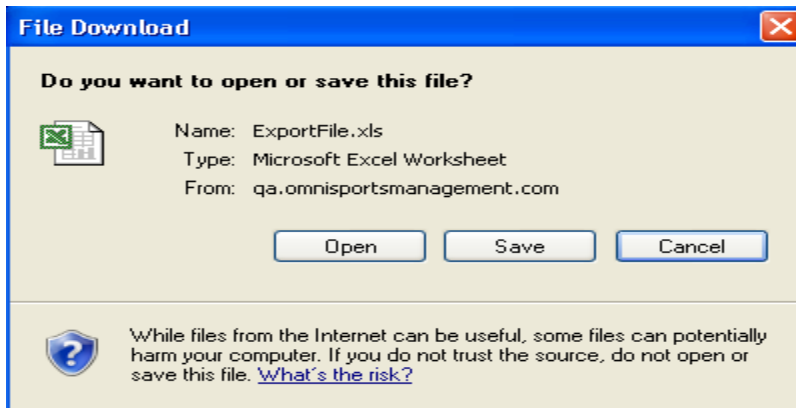 File Download
Do you want to open or save this file?
Name: ExportFile.xls
Type: Microsoft Excel Worksheet
From: qa.omnisportsmanagement.com
Open Save Cancel
While files from the Internet can be useful, some files can potentially
harm your computer. If you do not trust the source, do not open or
save this file. What's the risk?